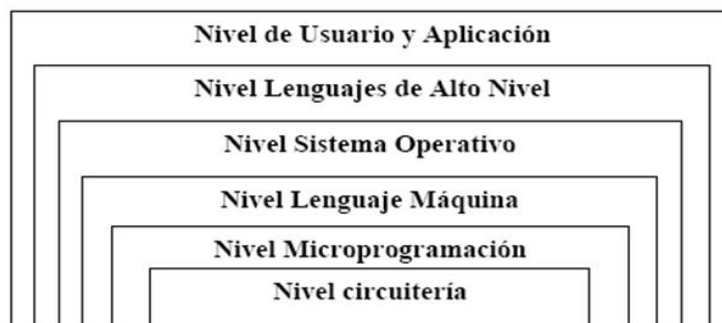 Nivel de Usuario y Aplicación
Nivel Lenguajes de Alto Nivel
Nivel Sistema Operativo
Nivel Lenguaje Máquina
Nivel Microprogramación
Nivel circuitería